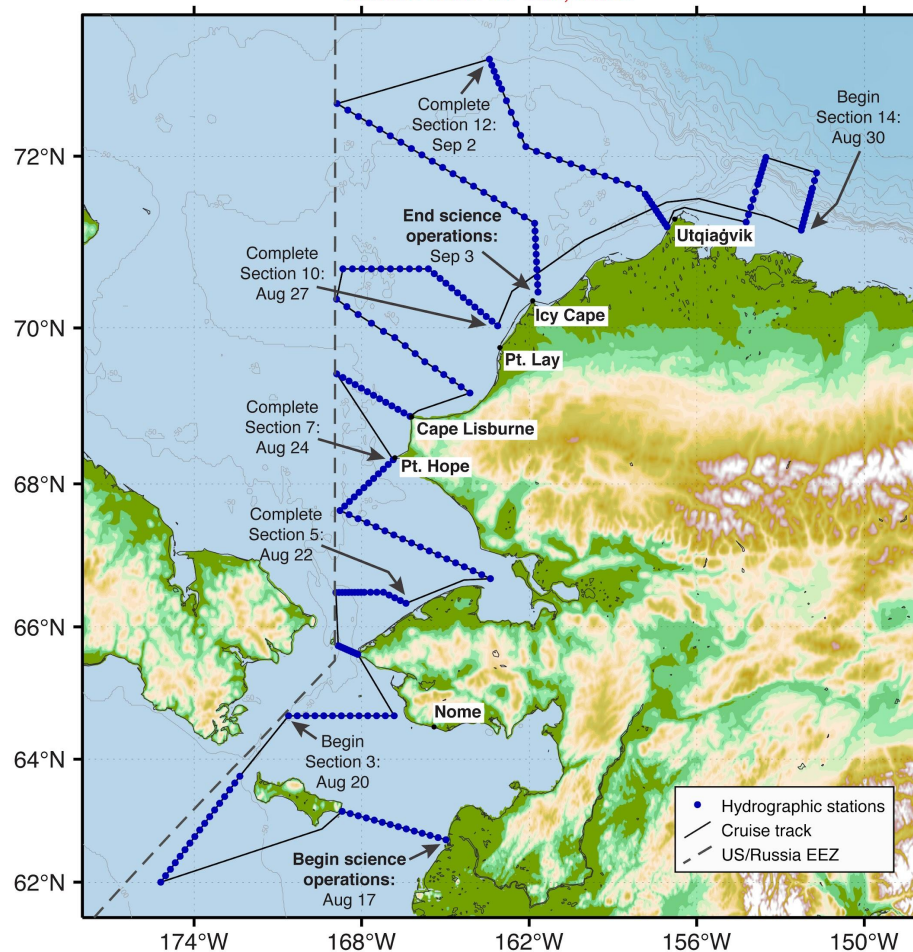 Complete
Section 12:
Sep 2
Begin
Section 14:
Aug 30
72°N
End science
operations:
Sep 3
Utqiaġvik
Complete
Section 10:
Aug 27
Icy Cape
70°N
Pt. Lay
Complete
Section 7:
Aug 24
Cape Lisburne
Pt. Hope
68°N
Complete
Section 5:
Aug 22
66°N
Nome
Begin
Section 3:
Aug 20
64°N
Hydrographic stations
Cruise track
US/Russia EEZ
Begin science
operations:
Aug 17
62°N
174°W
168°W
162°W
156°W
150°W